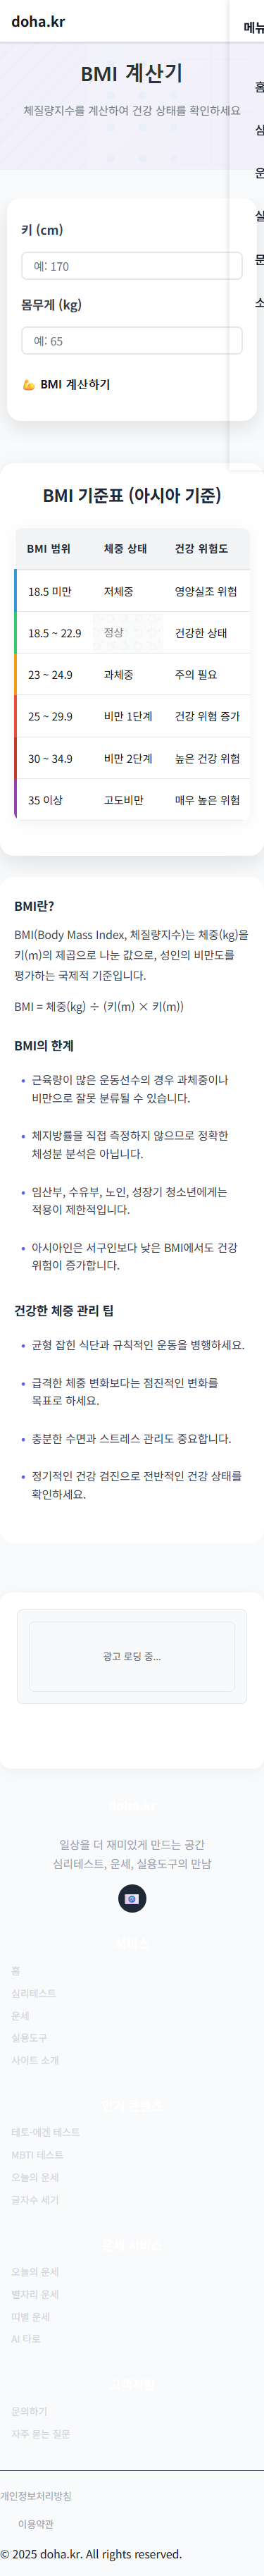 doha.kr
메뉴
홈
심
운
실
문
소
BMI 계산기
체질량지수를 계산하여 건강 상태를 확인하세요
키 (cm)
예: 170
몸무게 (kg)
예: 65
💪 BMI 계산하기
BMI 기준표 (아시아 기준)
BMI 범위 체중 상태 건강 위험도
18.5 미만 저체중 영양실조 위험
18.5 ~ 22.9 정상 건강한 상태
23 ~ 24.9 과체중 주의 필요
25 ~ 29.9 비만 1단계 건강 위험 증가
30 ~ 34.9 비만 2단계 높은 건강 위험
35 이상 고도비만 매우 높은 위험
BMI란?
BMI(Body Mass Index, 체질량지수)는 체중(kg)을
키(m)의 제곱으로 나눈 값으로, 성인의 비만도를
평가하는 국제적 기준입니다.
BMI = 체중(kg) ÷ (키(m) × 키(m))
BMI의 한계
• 근육량이 많은 운동선수의 경우 과체중이나
비만으로 잘못 분류될 수 있습니다.
• 체지방률을 직접 측정하지 않으므로 정확한
체성분 분석은 아닙니다.
• 임산부, 수유부, 노인, 성장기 청소년에게는
적용이 제한적입니다.
• 아시아인은 서구인보다 낮은 BMI에서도 건강
위험이 증가합니다.
건강한 체중 관리 팁
• 균형 잡힌 식단과 규칙적인 운동을 병행하세요.
• 급격한 체중 변화보다는 점진적인 변화를
목표로 하세요.
• 충분한 수면과 스트레스 관리도 중요합니다.
• 정기적인 건강 검진으로 전반적인 건강 상태를
확인하세요.
광고 로딩 중...
doha.kr
일상을 더 재미있게 만드는 공간
심리테스트, 운세, 실용도구의 만남
서비스
홈
심리테스트
운세
실용도구
사이트 소개
인기 콘텐츠
테토-에겐 테스트
MBTI 테스트
오늘의 운세
글자수 세기
오늘의 운세
별자리 운세
띠별 운세
AI 타로
고객지원
문의하기
자주 묻는 질문
개인정보처리방침
이용약관
© 2025 doha.kr. All rights reserved.